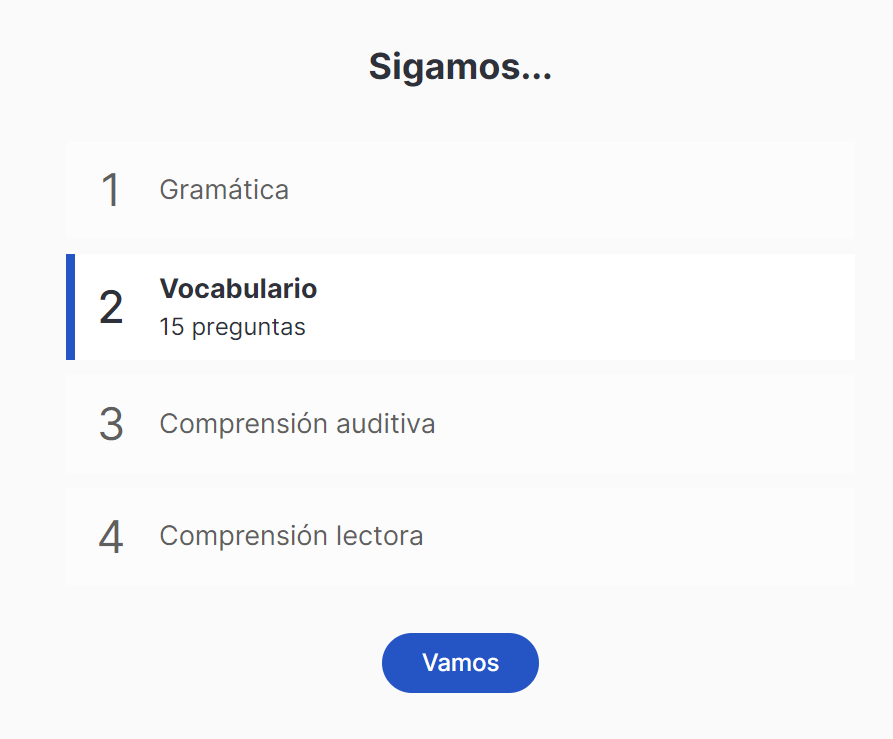 Sigamos...
1 Gramática
2 Vocabulario
15 preguntas
3 Comprensión auditiva
4 Comprensión lectora
Vamos